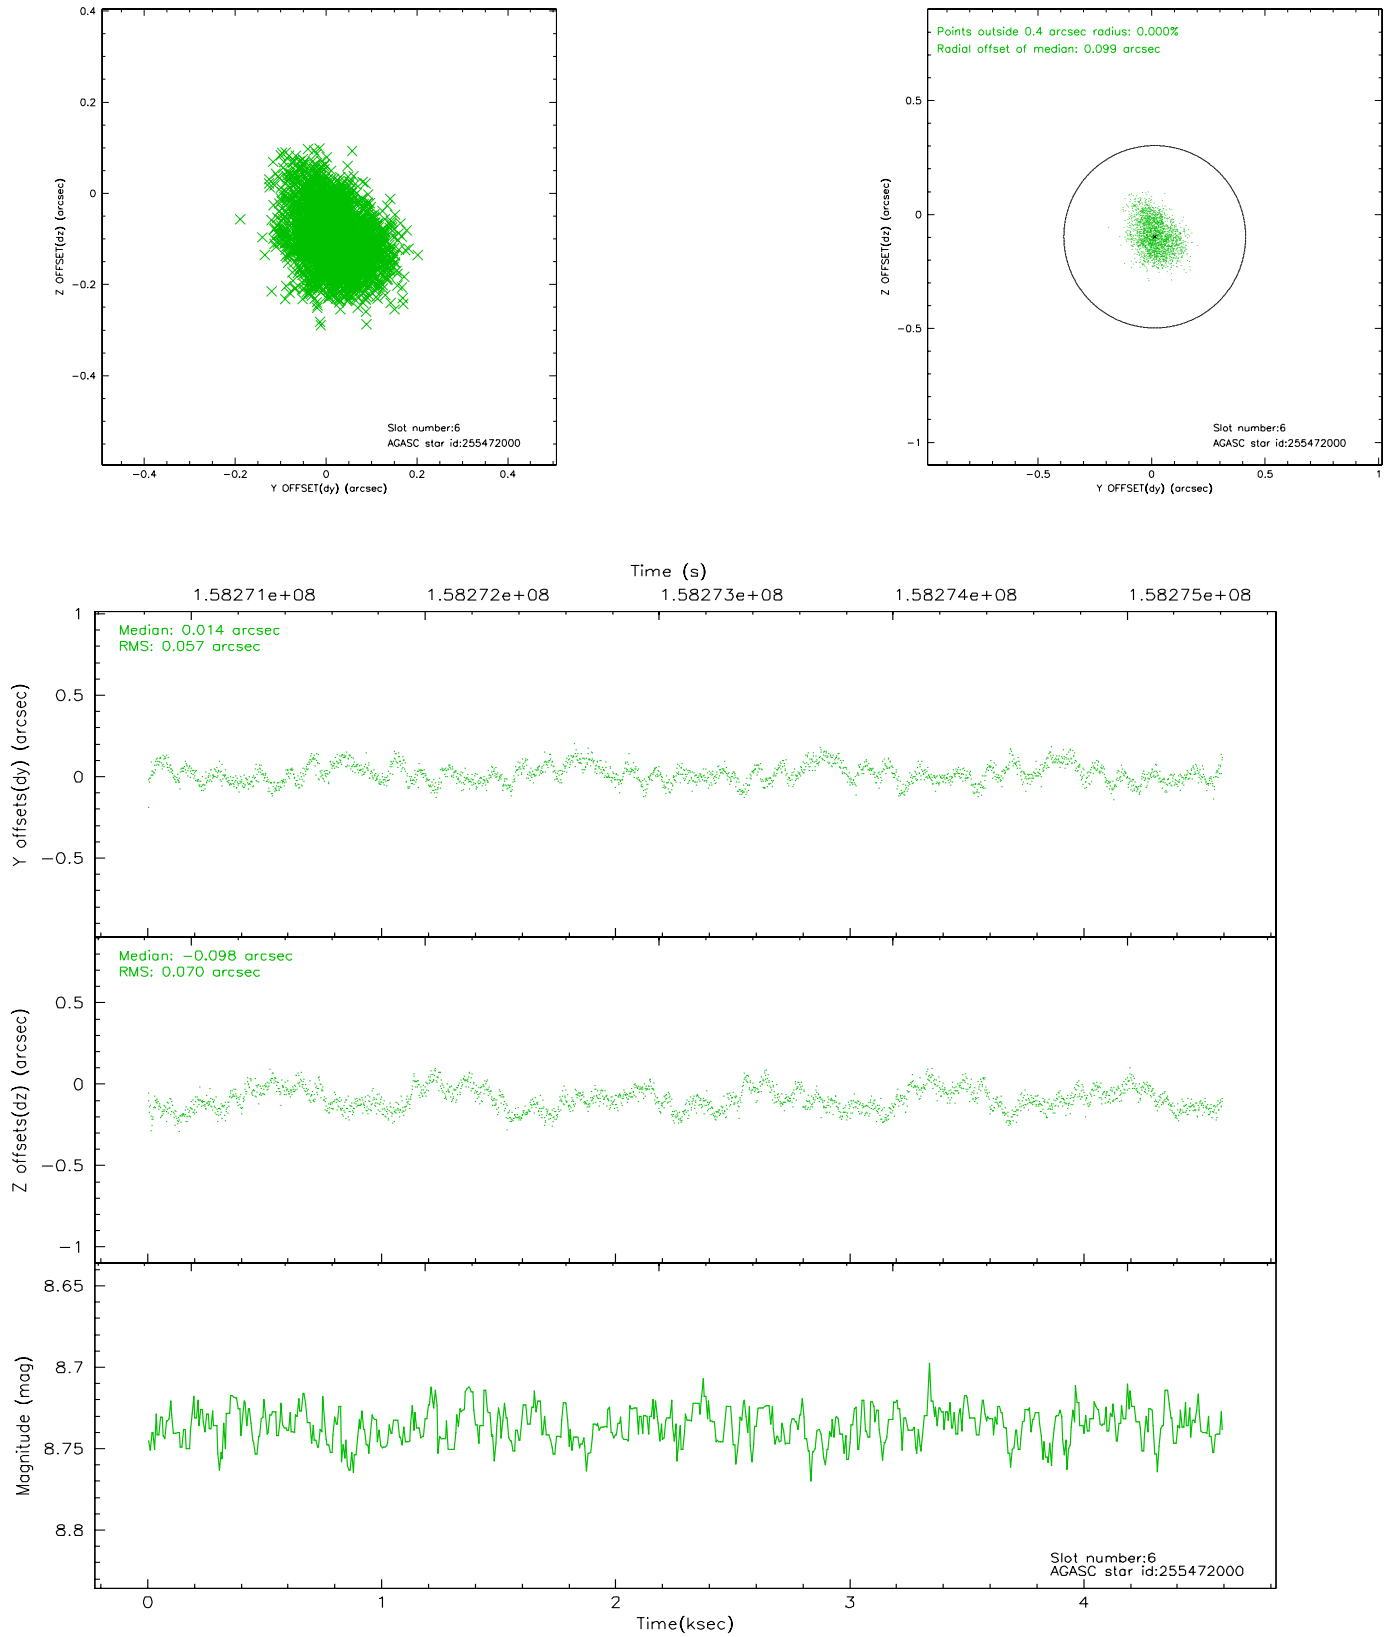 0.4
0.2
0
−0.2
−0.4
Z OFFSET(dz) (arcsec)
Slot number:6
AGASC star id:255472000
−0.4 −0.2 0 0.2 0.4
Y OFFSET(dy) (arcsec)
Points outside 0.4 arcsec radius: 0.000%
Radial offset of median: 0.099 arcsec
0.5
0
−0.5
−1
Z OFFSET(dz) (arcsec)
Slot number:6
AGASC star id:255472000
−0.5 0 0.5 1
Y OFFSET(dy) (arcsec)
Time (s)
1.58271e+08 1.58272e+08 1.58273e+08 1.58274e+08 1.58275e+08
Median: 0.014 arcsec
RMS: 0.057 arcsec
1
0.5
0
−0.5
Y offsets(dy) (arcsec)
Median: −0.098 arcsec
RMS: 0.070 arcsec
0.5
0
−0.5
−1
Z offsets(dz) (arcsec)
8.65
8.7
8.75
8.8
Magnitude (mag)
Slot number:6
AGASC star id:255472000
0 1 2 3 4
Time(ksec)